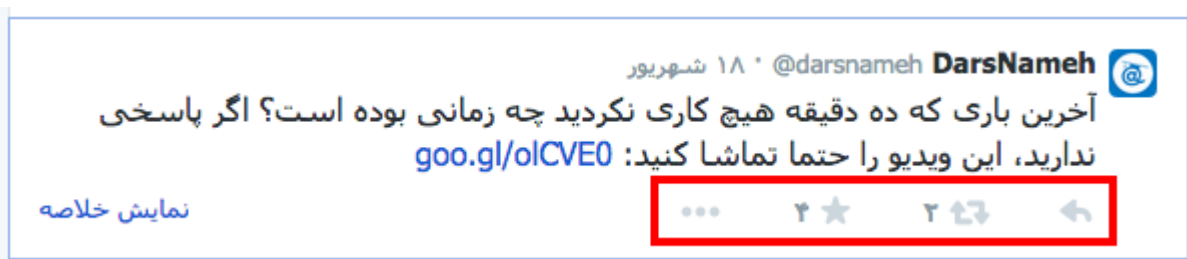 DarsNameh @darsnameh · ۱۸ شهریور
آخرین باری که ده دقیقه هیچ کاری نکردید چه زمانی بوده است؟ اگر پاسخی
ندارید، این ویدیو را حتما تماشا کنید: goo.gl/olCVE0
۲ ۴ نمایش خلاصه